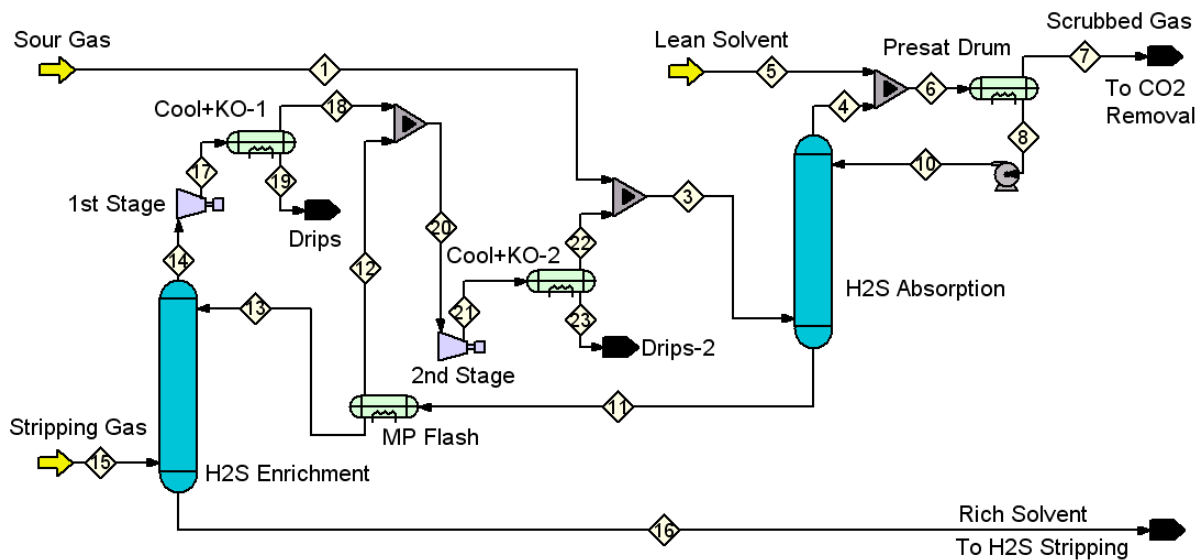 Scrubbed Gas
Sour Gas
Lean Solvent
Presat Drum
7
1
5
6
To CO2
Removal
Cool+KO-1
18
4
8
17
10
19
1st Stage
Drips
3
20
22
Cool+KO-2
14
12
H2S Absorption
13
21
23
Drips-2
2nd Stage
11
MP Flash
Stripping Gas
15
H2S Enrichment
Rich Solvent
16
To H2S Stripping